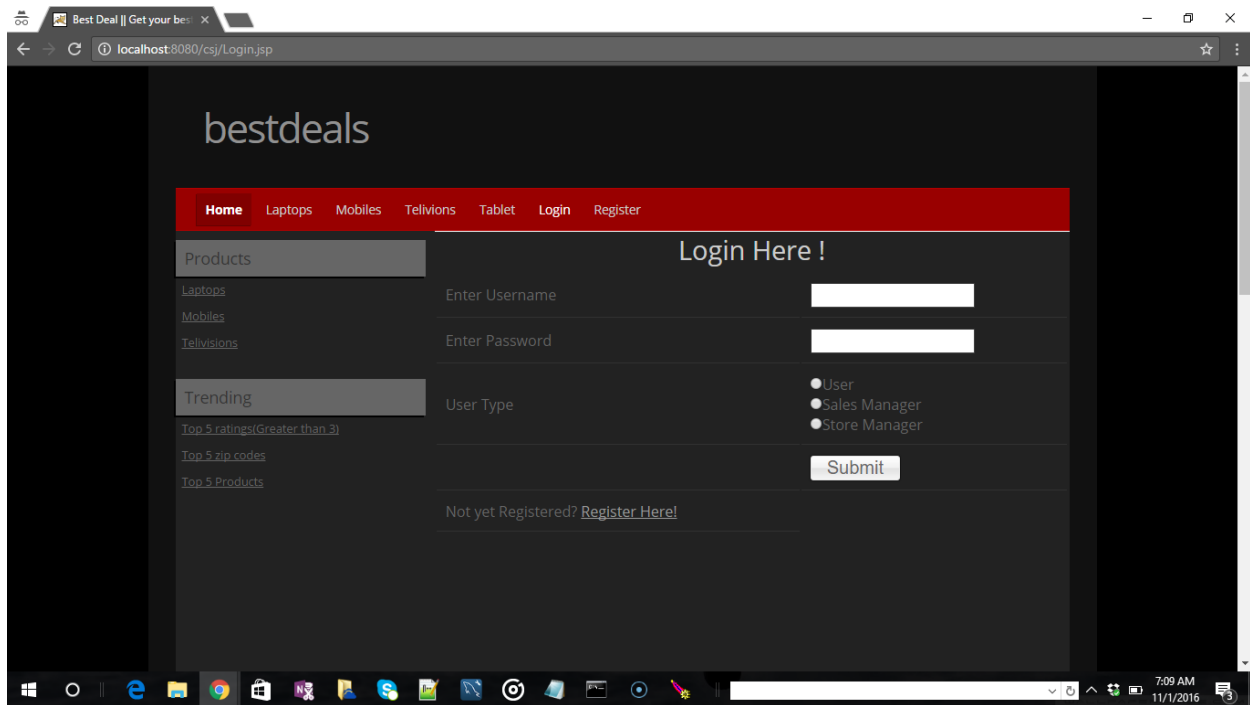 Best Deal || Get your bes
localhost:8080/csj/Login.jsp
bestdeals
Home Laptops Mobiles Telivions Tablet Login Register
Products
Laptops
Mobiles
Telivisions
Trending
Top 5 ratings(Greater than 3)
Top 5 zip codes
Top 5 Products
Login Here !
Enter Username
Enter Password
User Type
User
Sales Manager
Store Manager
Submit
Not yet Registered? Register Here!
7:09 AM
11/1/2016
3